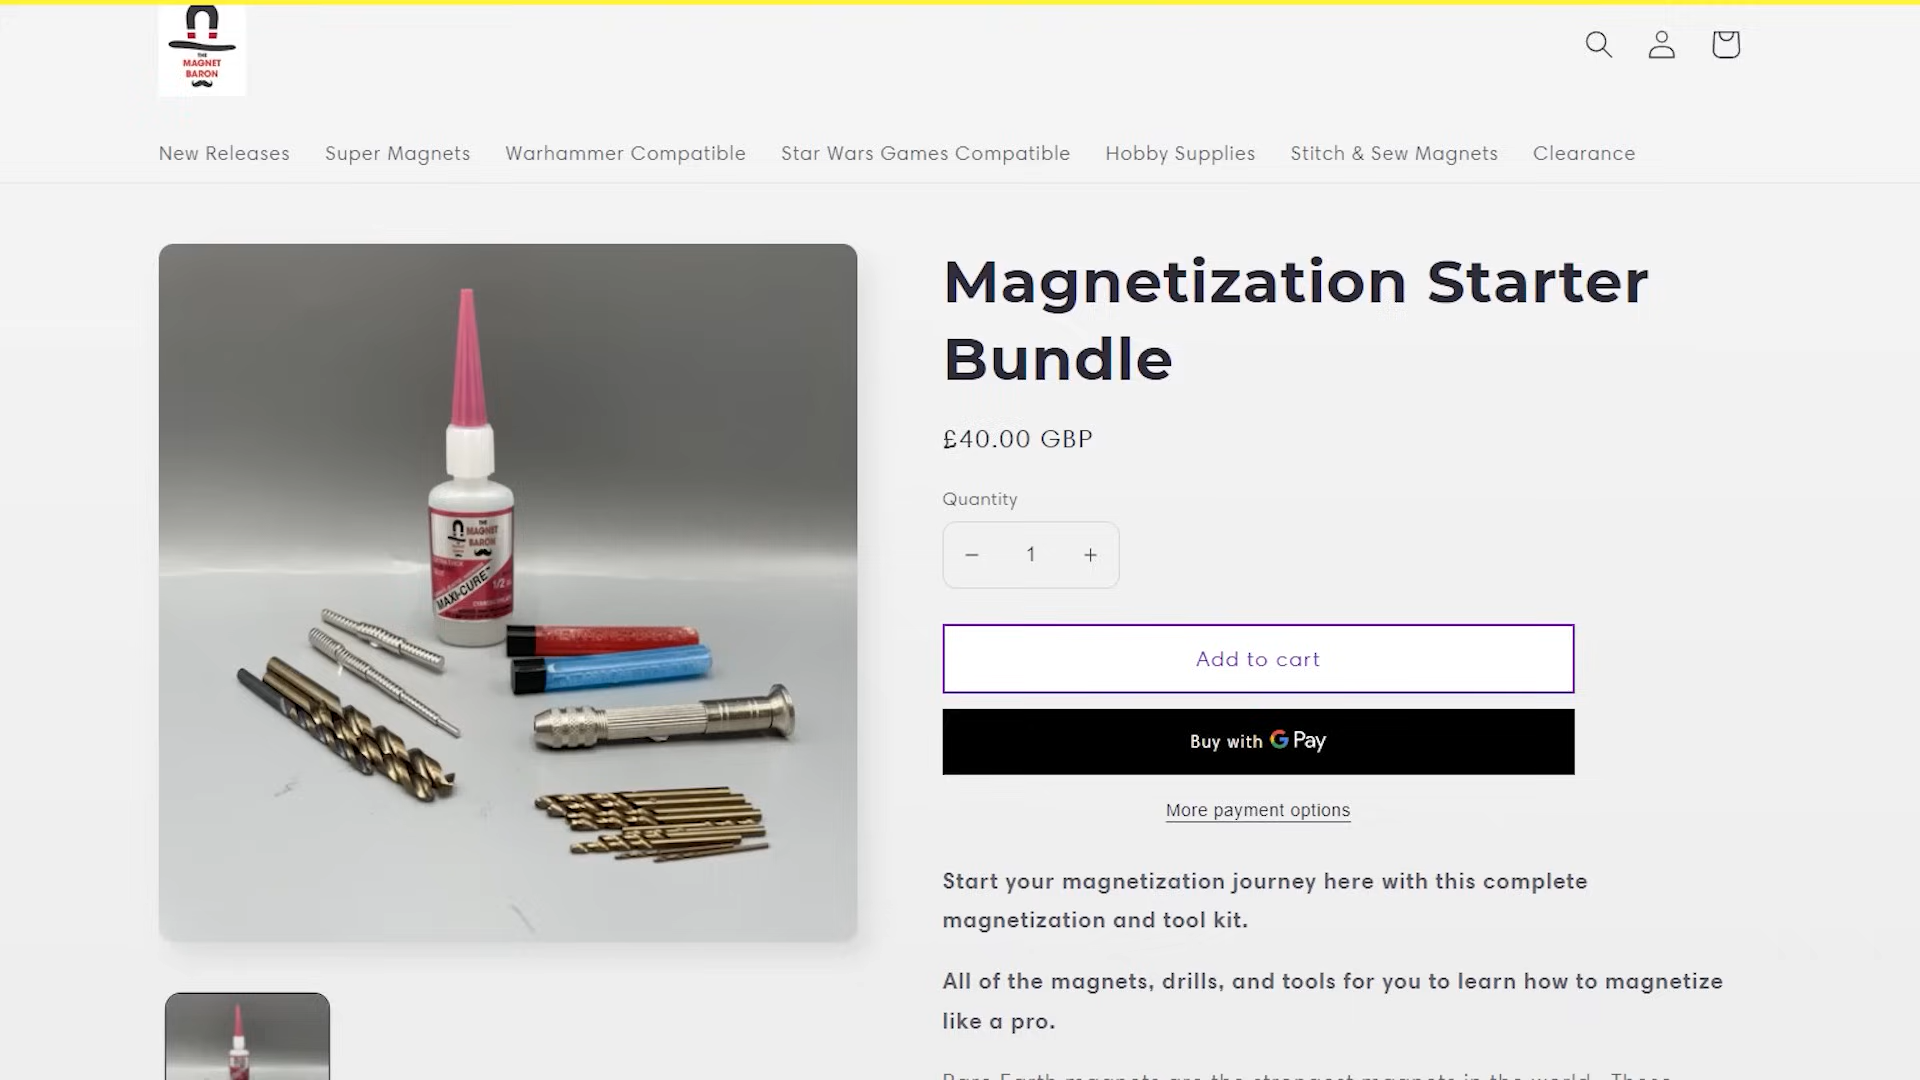 THE
MAGNET
BARON
New Releases
Super Magnets
Warhammer Compatible
Star Wars Games Compatible
Hobby Supplies
Stitch & Sew Magnets
Clearance
THE
MAGNET
BARON
MAXI-CURE
1/2
Magnetization Starter
Bundle
£40.00 GBP
Quantity
1
Add to cart
Buy with G Pay
More payment options
Start your magnetization journey here with this complete
magnetization and tool kit.
All of the magnets, drills, and tools for you to learn how to magnetize
like a pro.